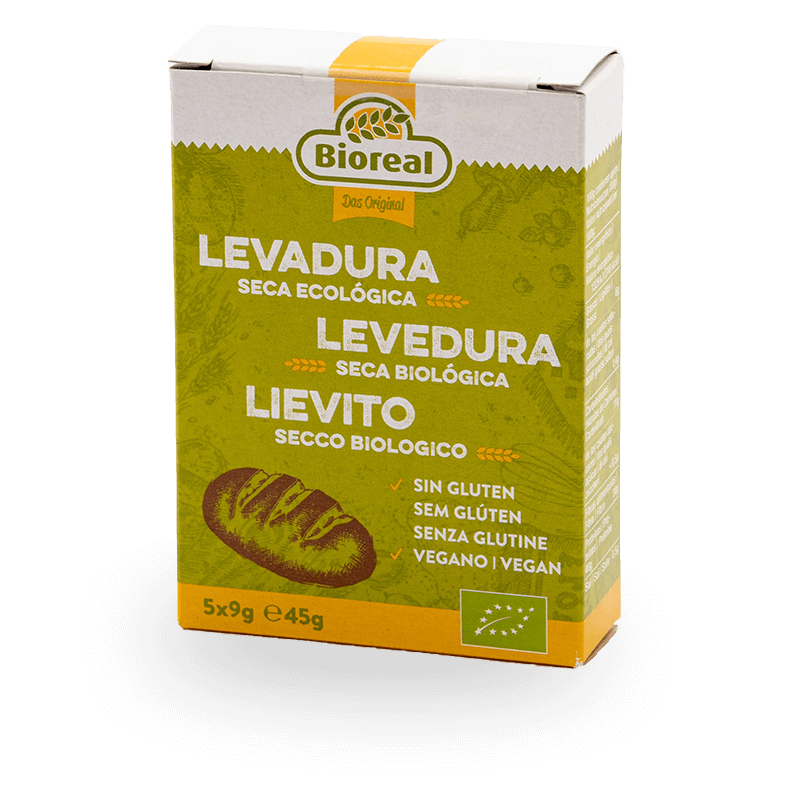 Bioreal
Das Original
LEVADURA
SECA ECOLÓGICA
LEVEDURA
SECA BIOLÓGICA
LIEVITO
SECCO BIOLOGICO
✓ SIN GLUTEN
SEM GLÚTEN
SENZA GLUTINE
✓ VEGANO | VEGAN
5x9g ℮45g